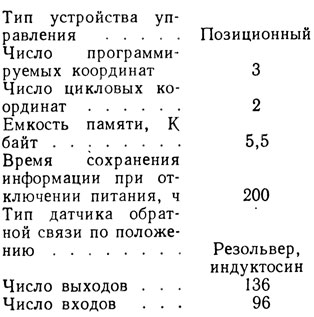 Тип устройства уп-
равления . . . . . Позиционный
Число программи-
руемых координат 3
Число цикловых ко-
ординат . . . . . . 2
Емкость памяти, К
байт . . . . . . . . 5,5
Время сохранения
информации при от-
ключении питания, ч 200
Тип датчика обрат-
ной связи по положе-
нию . . . . . . . . Резольвер,
индуктосин
Число выходов . . . 136
Число входов . . . 96